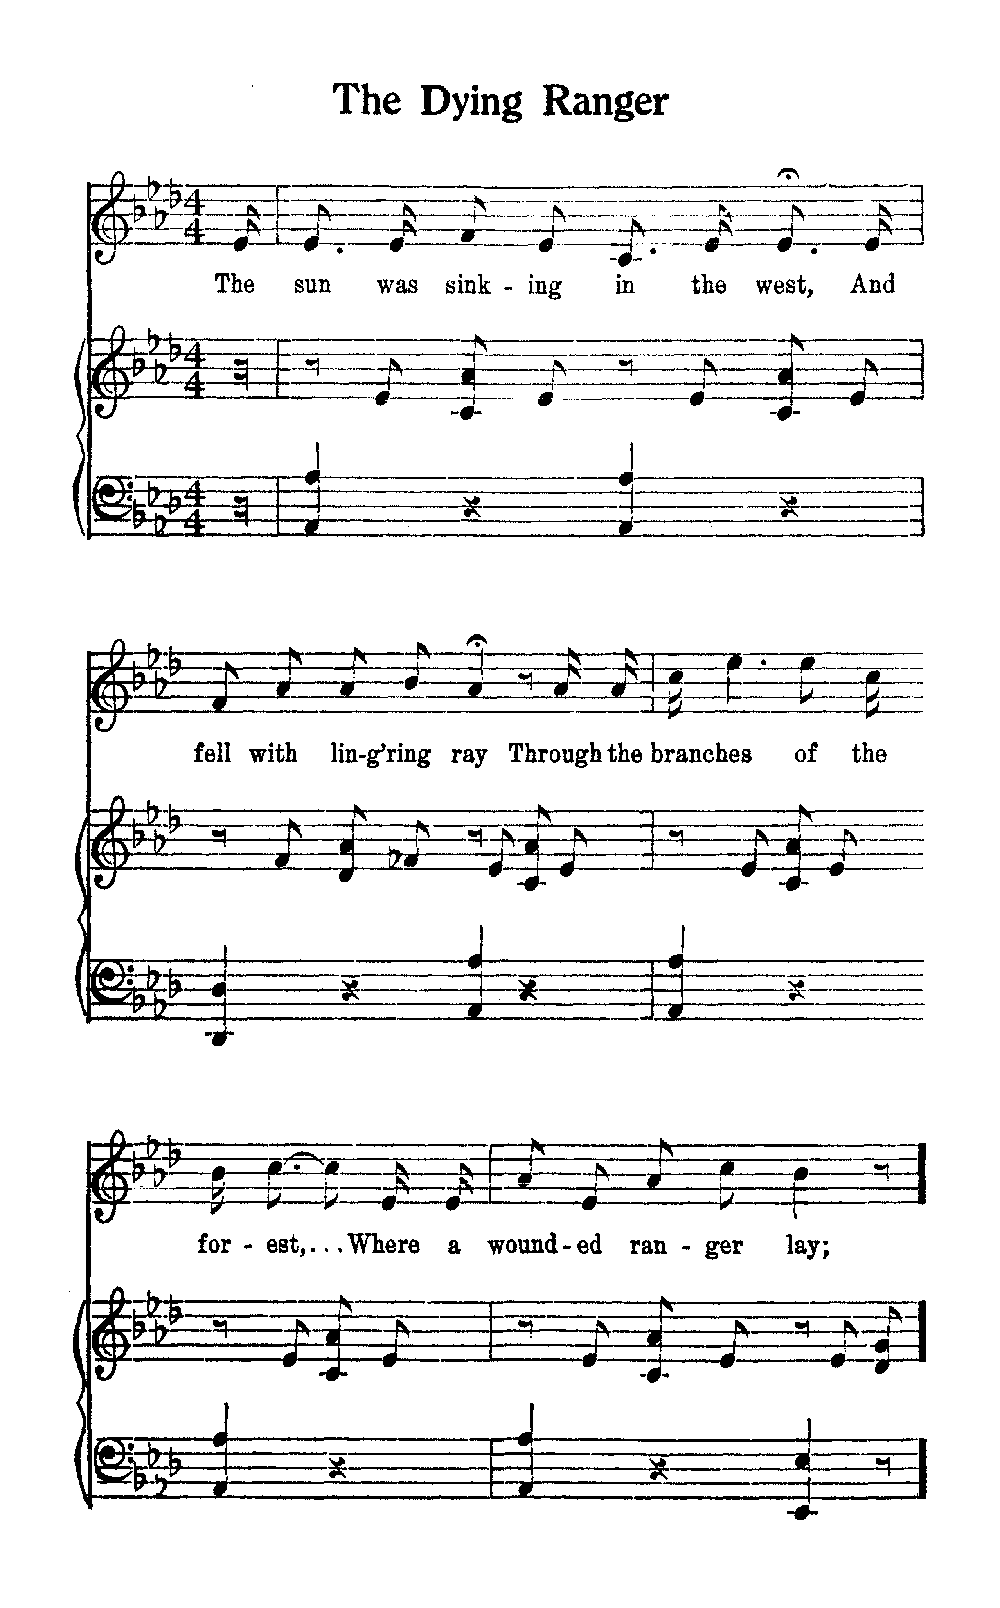 The Dying Ranger
The sun was sink - ing in the west, And
fell with lin-g'ring ray Through the branches of the
for - est,... Where a wound-ed ran - ger lay;